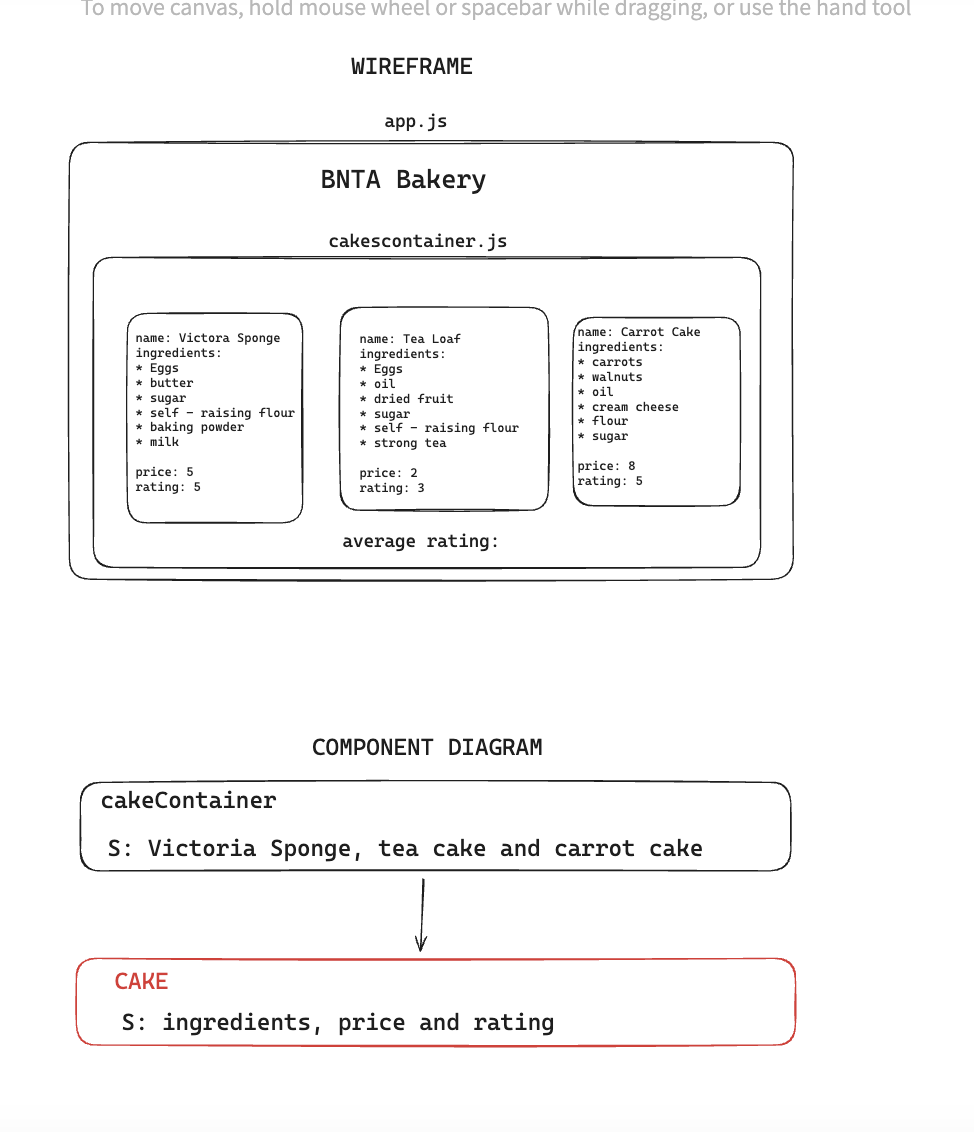 To move canvas, hold mouse wheel or spacebar while dragging, or use the hand tool
WIREFRAME
app.js
BNTA Bakery
cakescontainer.js
name: Victora Sponge
ingredients:
* Eggs
* butter
* sugar
* self - raising flour
* baking powder
* milk
price: 5
rating: 5
name: Tea Loaf
ingredients:
* Eggs
* oil
* dried fruit
* sugar
* self - raising flour
* strong tea
price: 2
rating: 3
name: Carrot Cake
ingredients:
* carrots
* walnuts
* oil
* cream cheese
* flour
* sugar
price: 8
rating: 5
average rating:
COMPONENT DIAGRAM
cakeContainer
S: Victoria Sponge, tea cake and carrot cake
CAKE
S: ingredients, price and rating